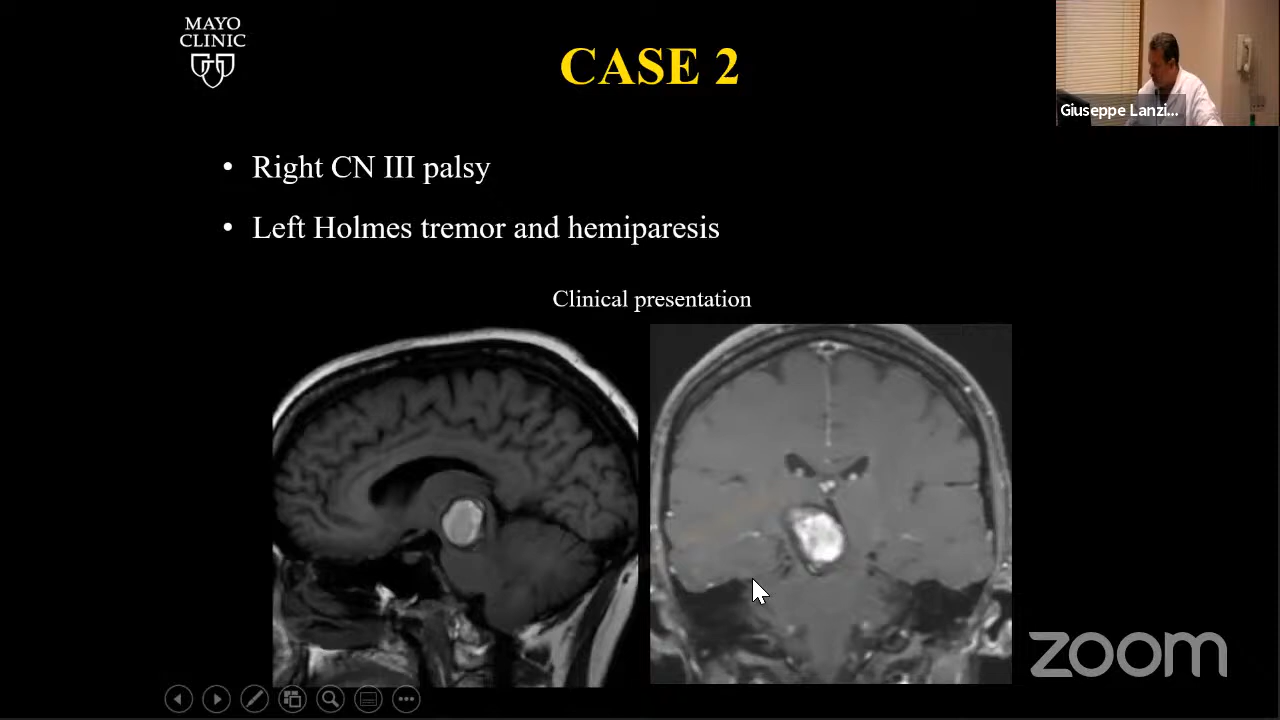 MAYO
CLINIC
CASE 2
Giuseppe Lanzi...
• Right CN III palsy
• Left Holmes tremor and hemiparesis
Clinical presentation
zoom